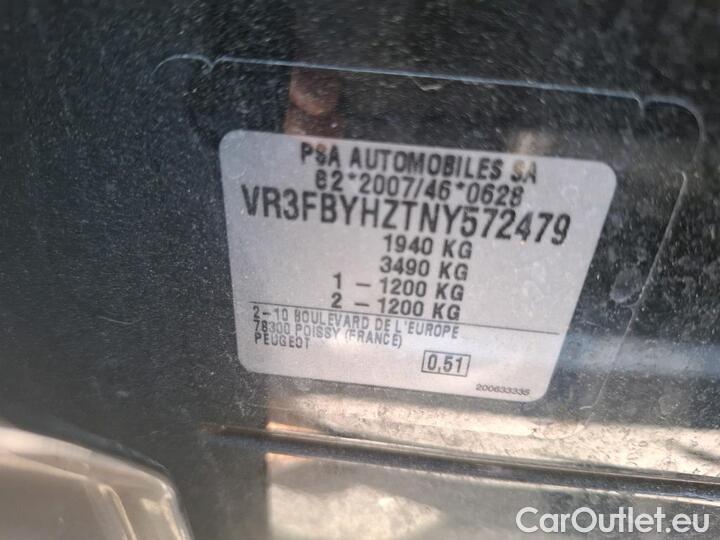 PSA AUTOMOBILES SA
62*2007/46*0628
VR3FBYHZTNY572479
1940 KG
3490 KG
1 - 1200 KG
2 - 1200 KG
2-10 BOULEVARD DE L'EUROPE
78300 POISSY (FRANCE)
PEUGEOT
0,51
200633335
CarOutlet.eu